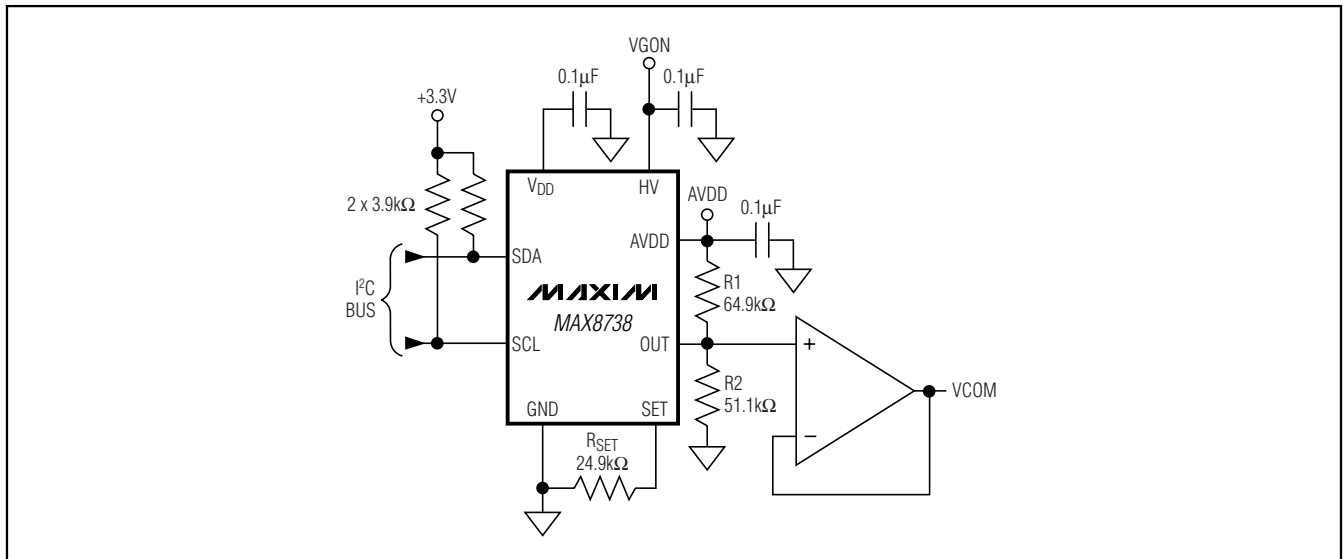 VGON
0.1μF
0.1μF
+3.3V
VDD
HV
AVDD
0.1μF
2 x 3.9kΩ
AVDD
SDA
R1
64.9kΩ
I²C
BUS
MAXIM
MAX8738
SCL
OUT
+
R2
51.1kΩ
VCOM
GND
SET
−
RSET
24.9kΩ